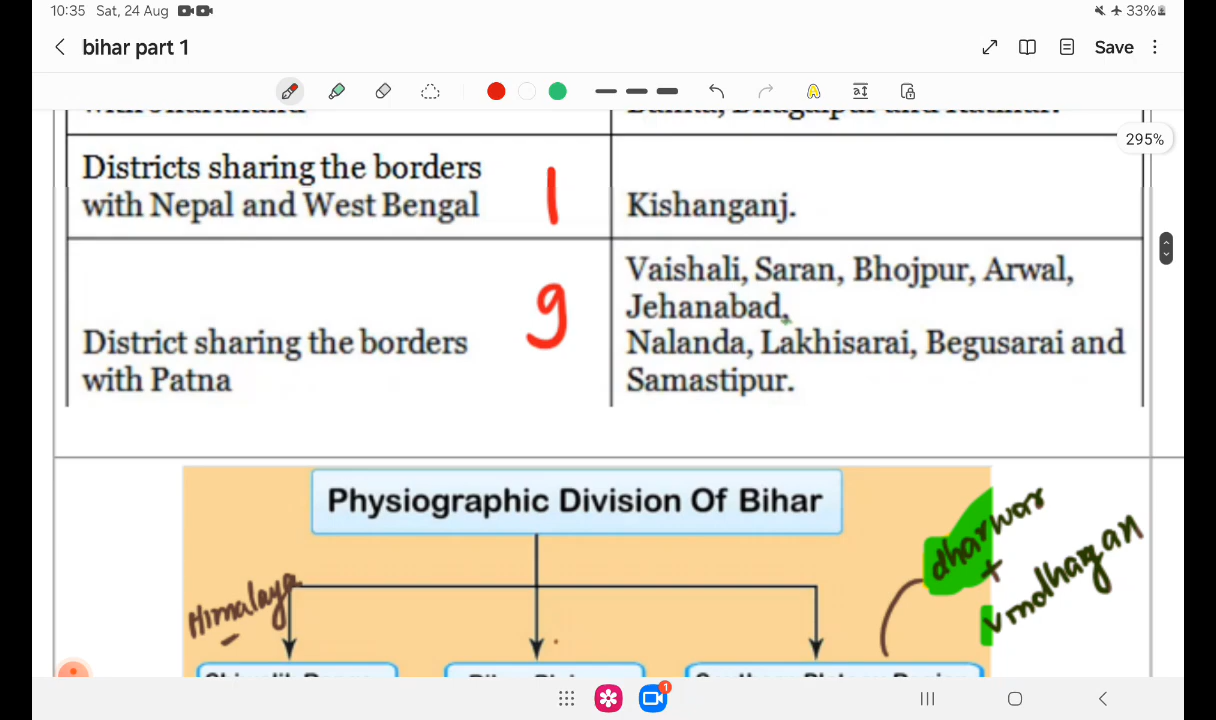 10:35 Sat, 24 Aug
33%
bihar part 1
Save
295%
Districts sharing the borders
with Nepal and West Bengal
1
Kishanganj.
District sharing the borders
with Patna
9
Vaishali, Saran, Bhojpur, Arwal,
Jehanabad,
Nalanda, Lakhisarai, Begusarai and
Samastipur.
Physiographic Division Of Bihar
Himalaya
dharwar
+
vindhayan
1